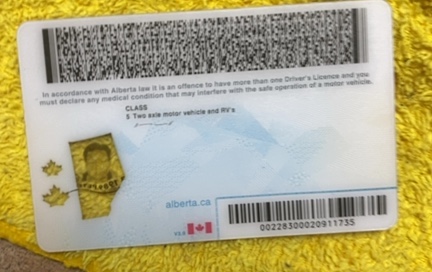 In accordance with Alberta law it is an offence to have more than one Driver's Licence and you
must declare any medical condition that may interfere with the safe operation of a motor vehicle.
CLASS
5 Two axle motor vehicle and RV's
alberta.ca
00228300020911735